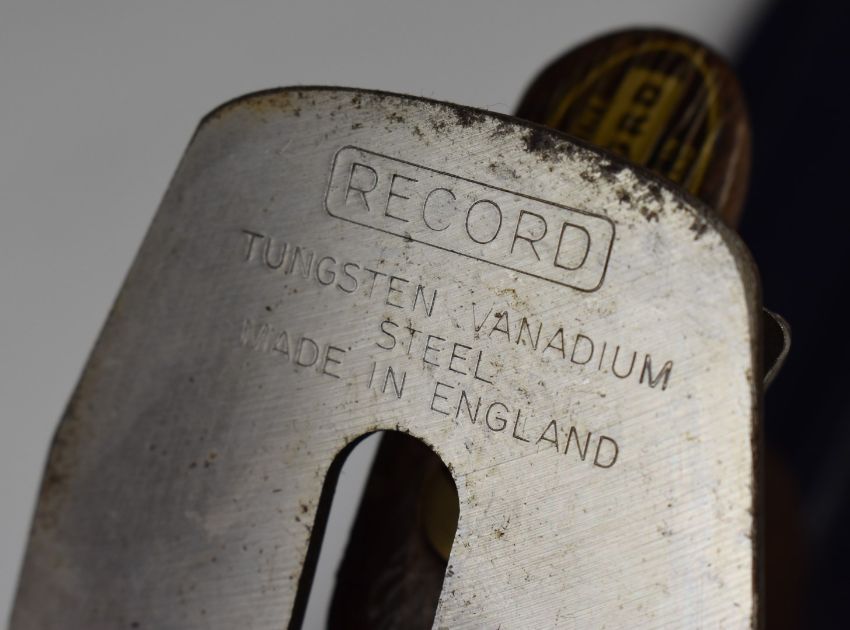 RECORD
TUNGSTEN VANADIUM
STEEL
MADE IN ENGLAND